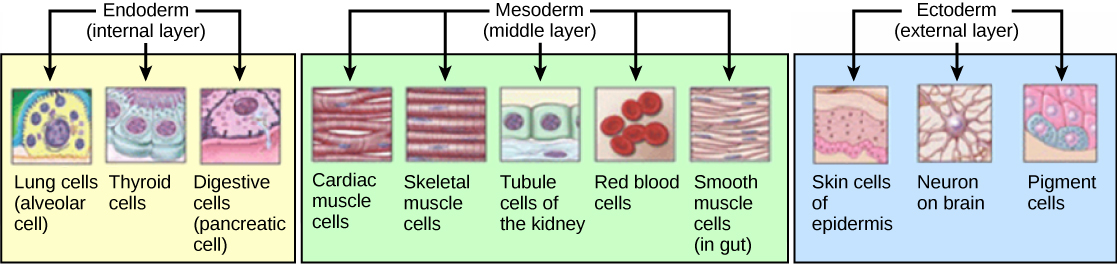 Endoderm
(internal layer)
Mesoderm
(middle layer)
Ectoderm
(external layer)
Lung cells
(alveolar
cell)
Thyroid
cells
Digestive
cells
(pancreatic
cell)
Cardiac
muscle
cells
Skeletal
muscle
cells
Tubule
cells of
the kidney
Red blood
cells
Smooth
muscle
cells
(in gut)
Skin cells
of
epidermis
Neuron
on brain
Pigment
cells